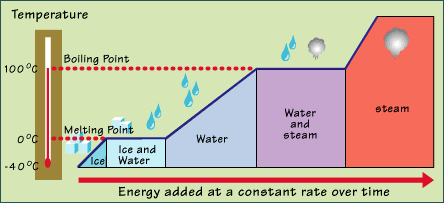 Temperature
Boiling Point
100°C
Melting Point
0°C
-40°C
Ice
Ice and
Water
Water
Water
and
steam
steam
Energy added at a constant rate over time